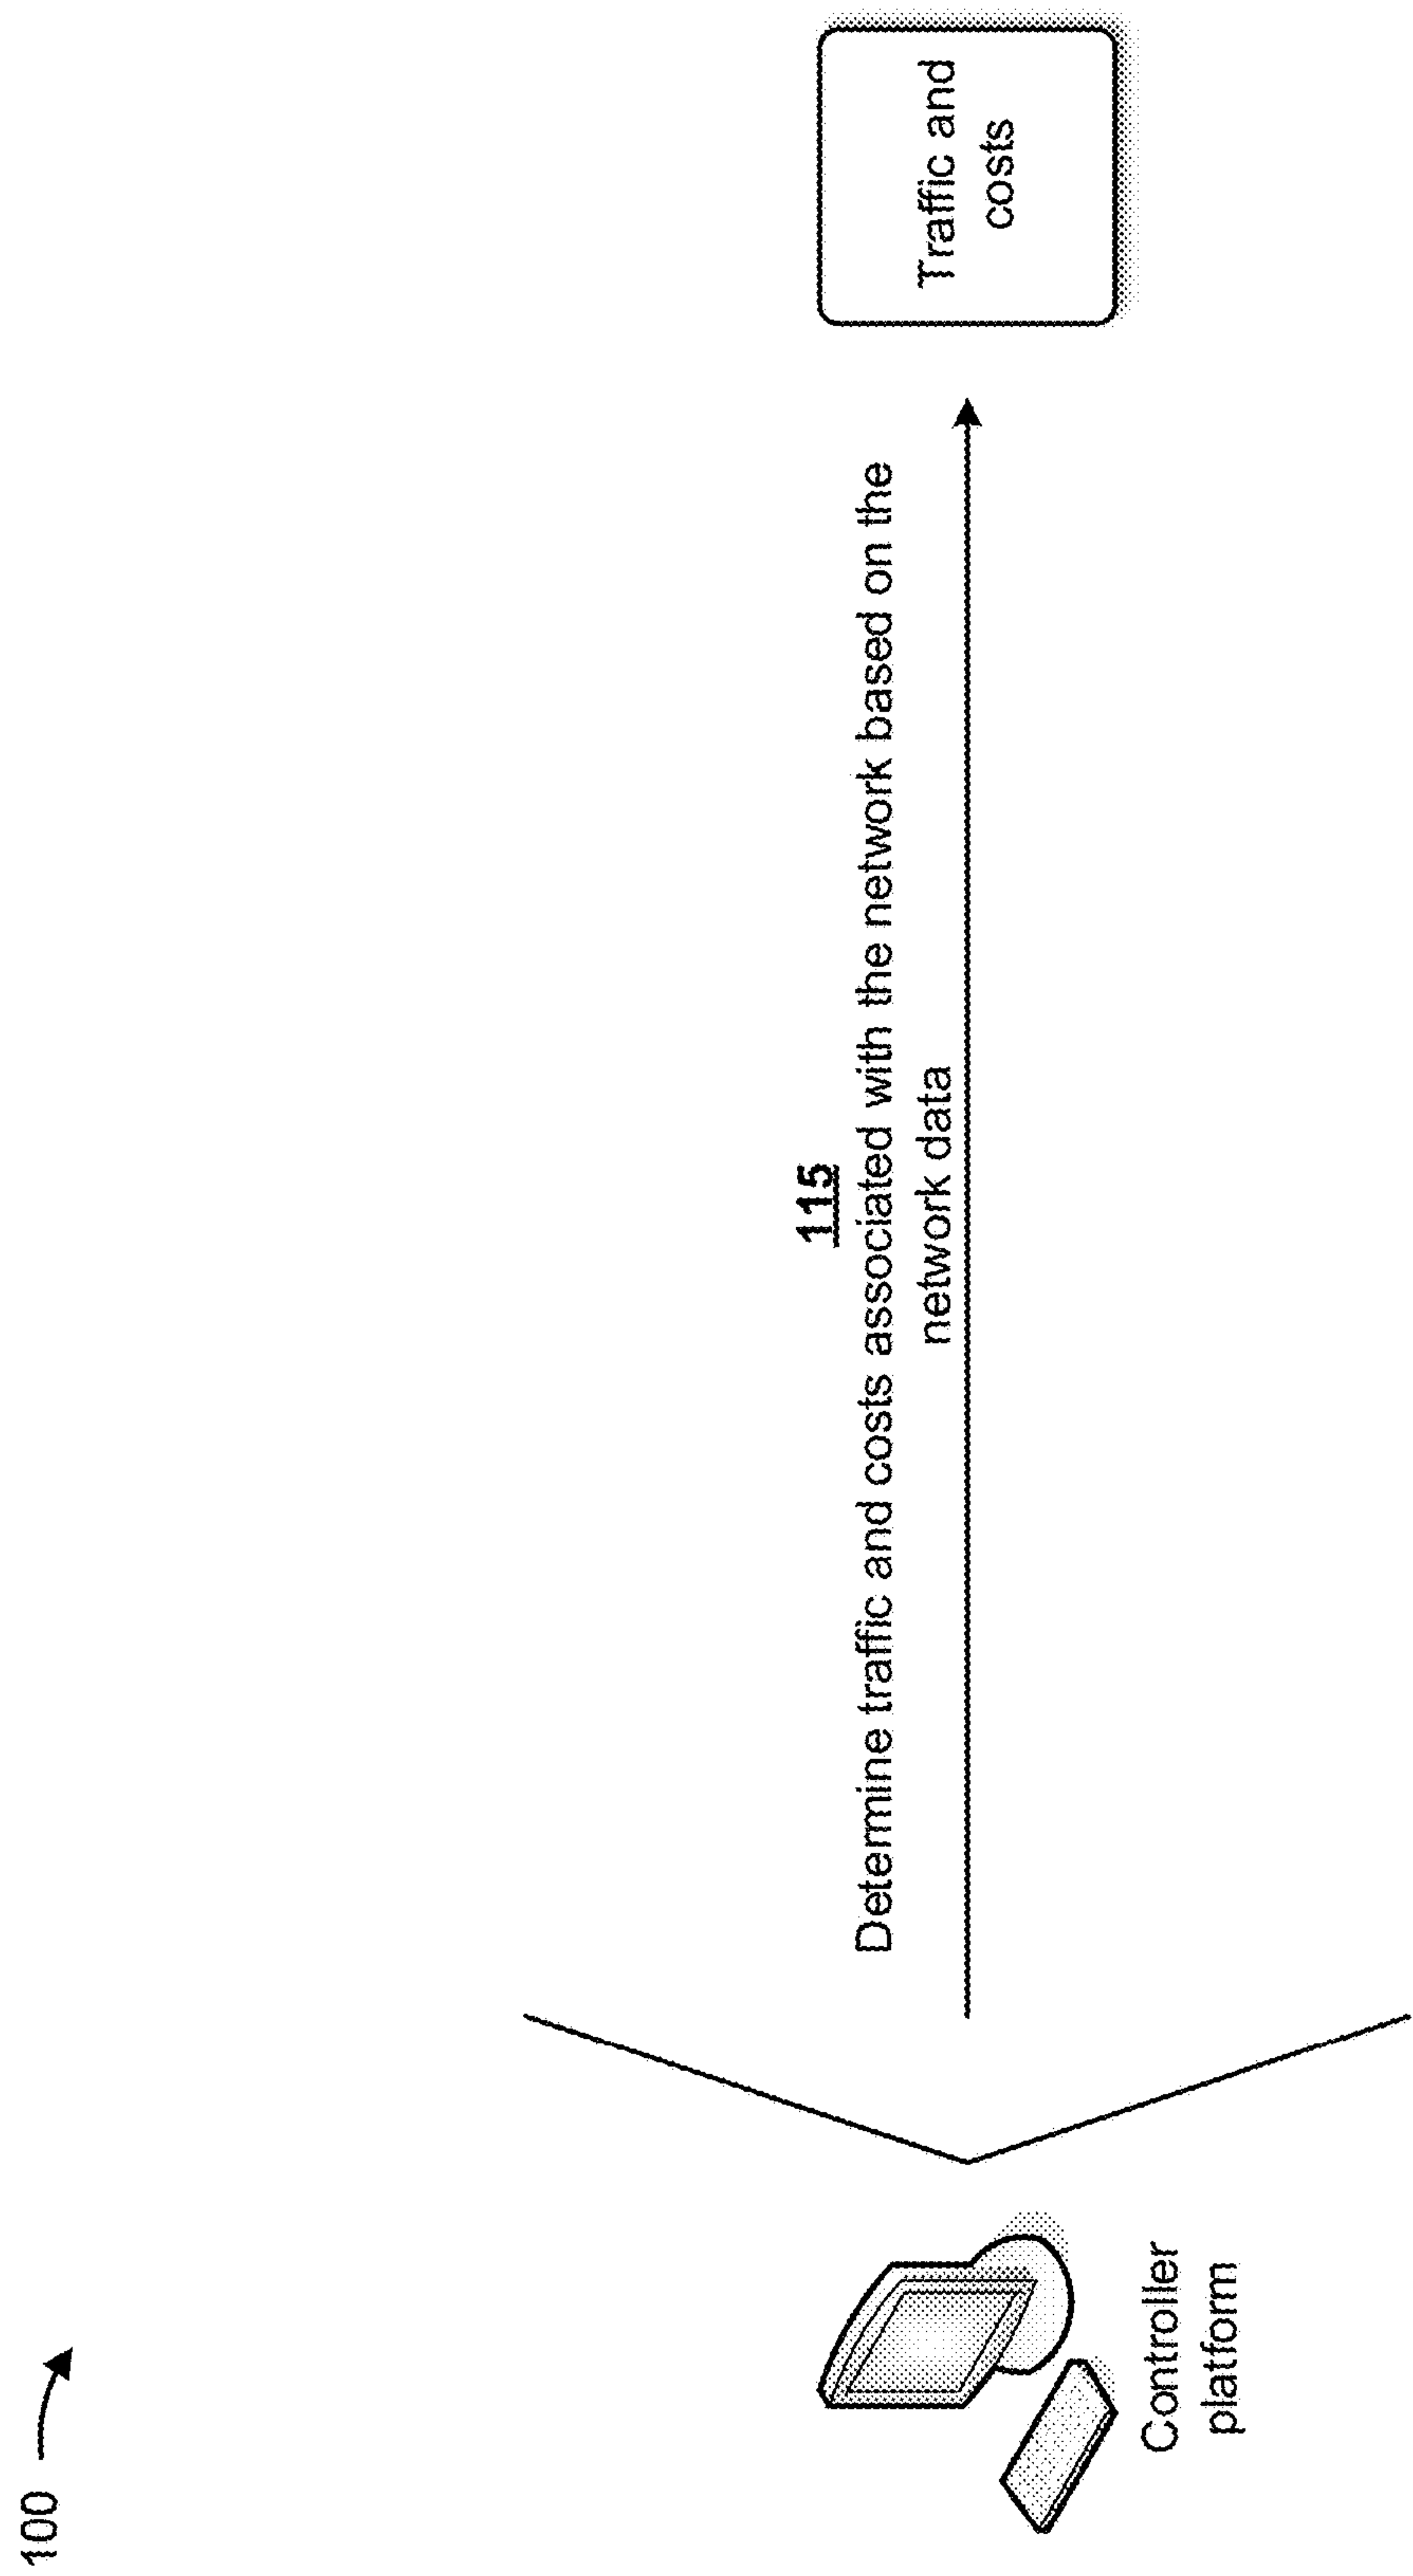 100
115
Determine traffic and costs associated with the network based on the
network data
Traffic and
costs
Controller
platform